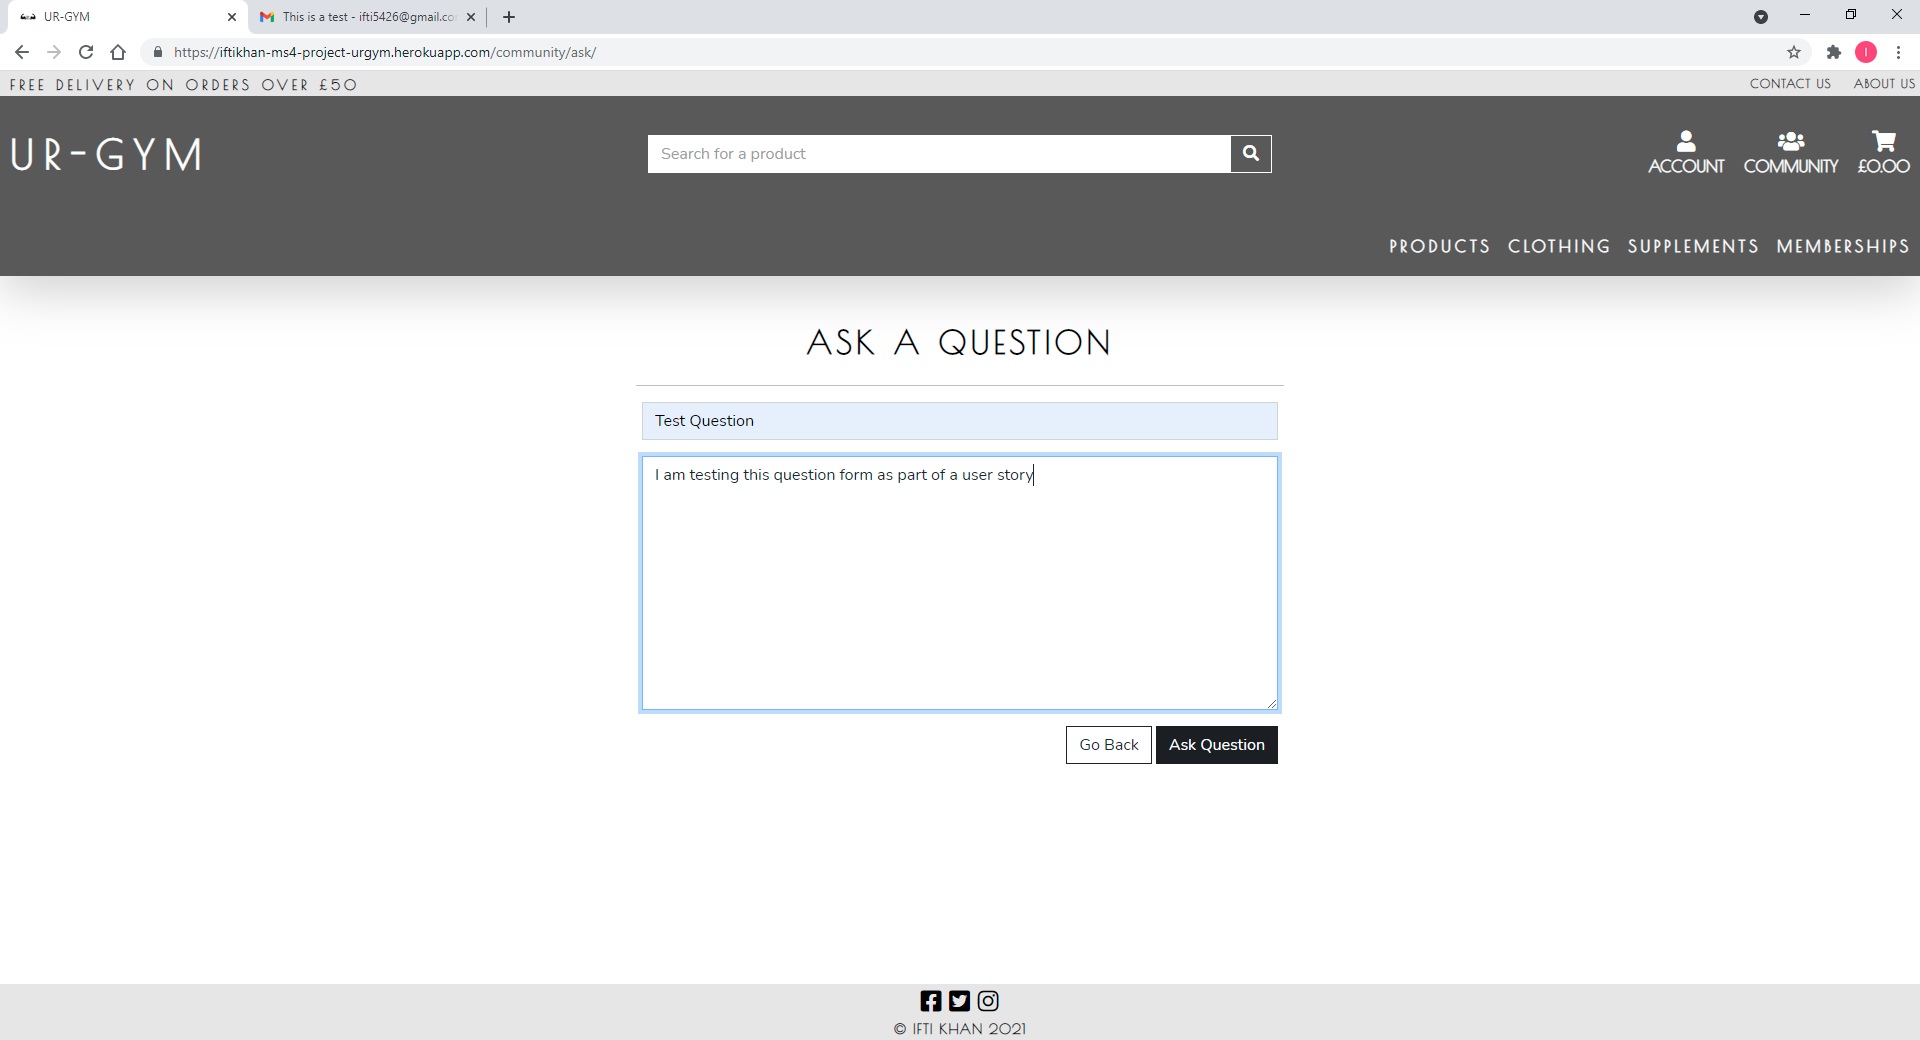 UR-GYM
This is a test - ifti5426@gmail.co
https://iftikhan-ms4-project-urgym.herokuapp.com/community/ask/
I
FREE DELIVERY ON ORDERS OVER £50
CONTACT US
ABOUT US
UR-GYM
Search for a product
ACCOUNT
COMMUNITY
£0.00
PRODUCTS
CLOTHING
SUPPLEMENTS
MEMBERSHIPS
ASK A QUESTION
Test Question
I am testing this question form as part of a user story
Go Back
Ask Question
© IFTI KHAN 2021